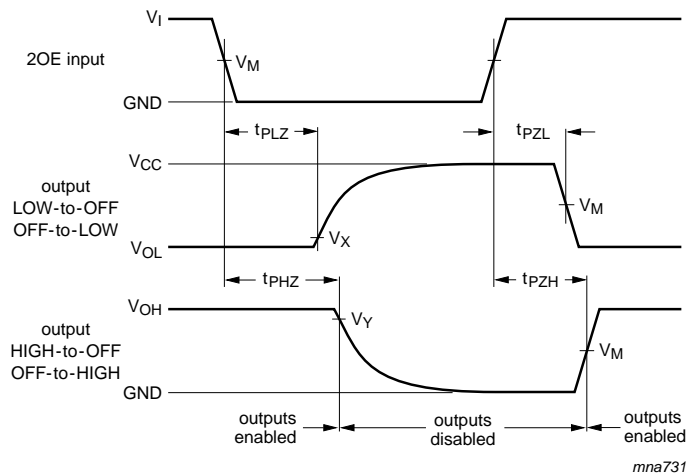 VI
2OE input
VM
GND
tPLZ
tPZL
VCC
output
LOW-to-OFF
OFF-to-LOW
VM
VX
VOL
tPHZ
tPZH
VOH
VY
output
HIGH-to-OFF
OFF-to-HIGH
VM
GND
outputs
enabled
outputs
disabled
outputs
enabled
mna731